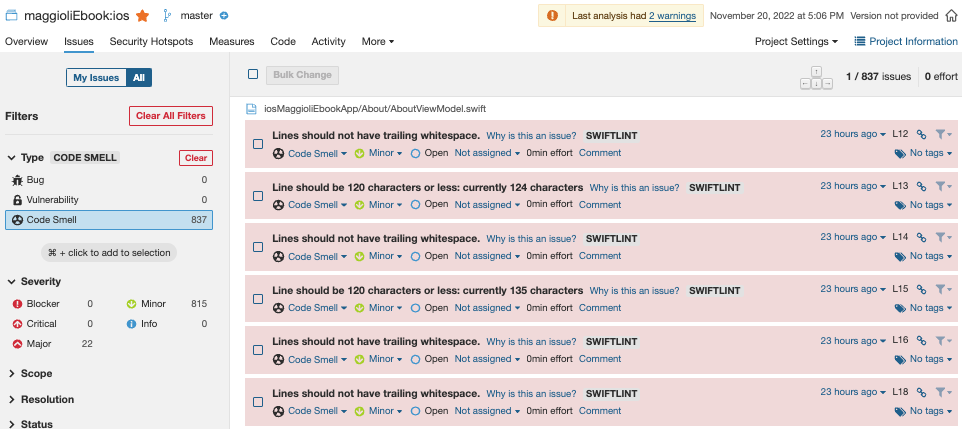 maggioliEbook:ios master
Last analysis had 2 warnings November 20, 2022 at 5:06 PM Version not provided
Overview Issues Security Hotspots Measures Code Activity More Project Settings Project Information
My Issues All
Bulk Change
1 / 837 issues 0 effort
Filters Clear All Filters
Type CODE SMELL Clear
Bug 0
Vulnerability 0
Code Smell 837
⌘ + click to add to selection
Severity
Blocker 0 Minor 815
Critical 0 Info 0
Major 22
Scope
Resolution
Status
iosMaggioliEbookApp/About/AboutViewModel.swift
Lines should not have trailing whitespace. Why is this an issue? SWIFTLINT 23 hours ago L12
Code Smell Minor Open Not assigned 0min effort Comment No tags
Line should be 120 characters or less: currently 124 characters Why is this an issue? SWIFTLINT 23 hours ago L13
Code Smell Minor Open Not assigned 0min effort Comment No tags
Lines should not have trailing whitespace. Why is this an issue? SWIFTLINT 23 hours ago L14
Code Smell Minor Open Not assigned 0min effort Comment No tags
Line should be 120 characters or less: currently 135 characters Why is this an issue? SWIFTLINT 23 hours ago L15
Code Smell Minor Open Not assigned 0min effort Comment No tags
Lines should not have trailing whitespace. Why is this an issue? SWIFTLINT 23 hours ago L16
Code Smell Minor Open Not assigned 0min effort Comment No tags
Lines should not have trailing whitespace. Why is this an issue? SWIFTLINT 23 hours ago L18
Code Smell Minor Open Not assigned 0min effort Comment No tags